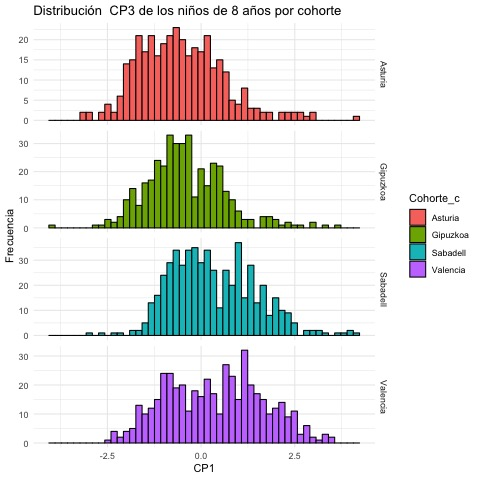 Distribución  CP3 de los niños de 8 años por cohorte
20
15
10
5
0
Asturia
30
20
10
0
Gipuzkoa
30
20
10
0
Sabadell
30
20
10
0
Valencia
Frecuencia
-2.5
0.0
2.5
CP1
Cohorte_c
Asturia
Gipuzkoa
Sabadell
Valencia